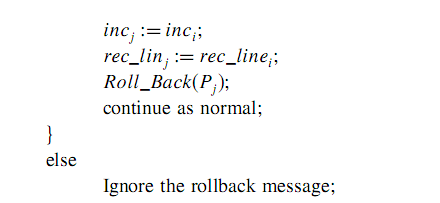 inc_j := inc_i;
rec_lin_j := rec_line_i;
Roll_Back(P_j);
continue as normal;
}
else
Ignore the rollback message;